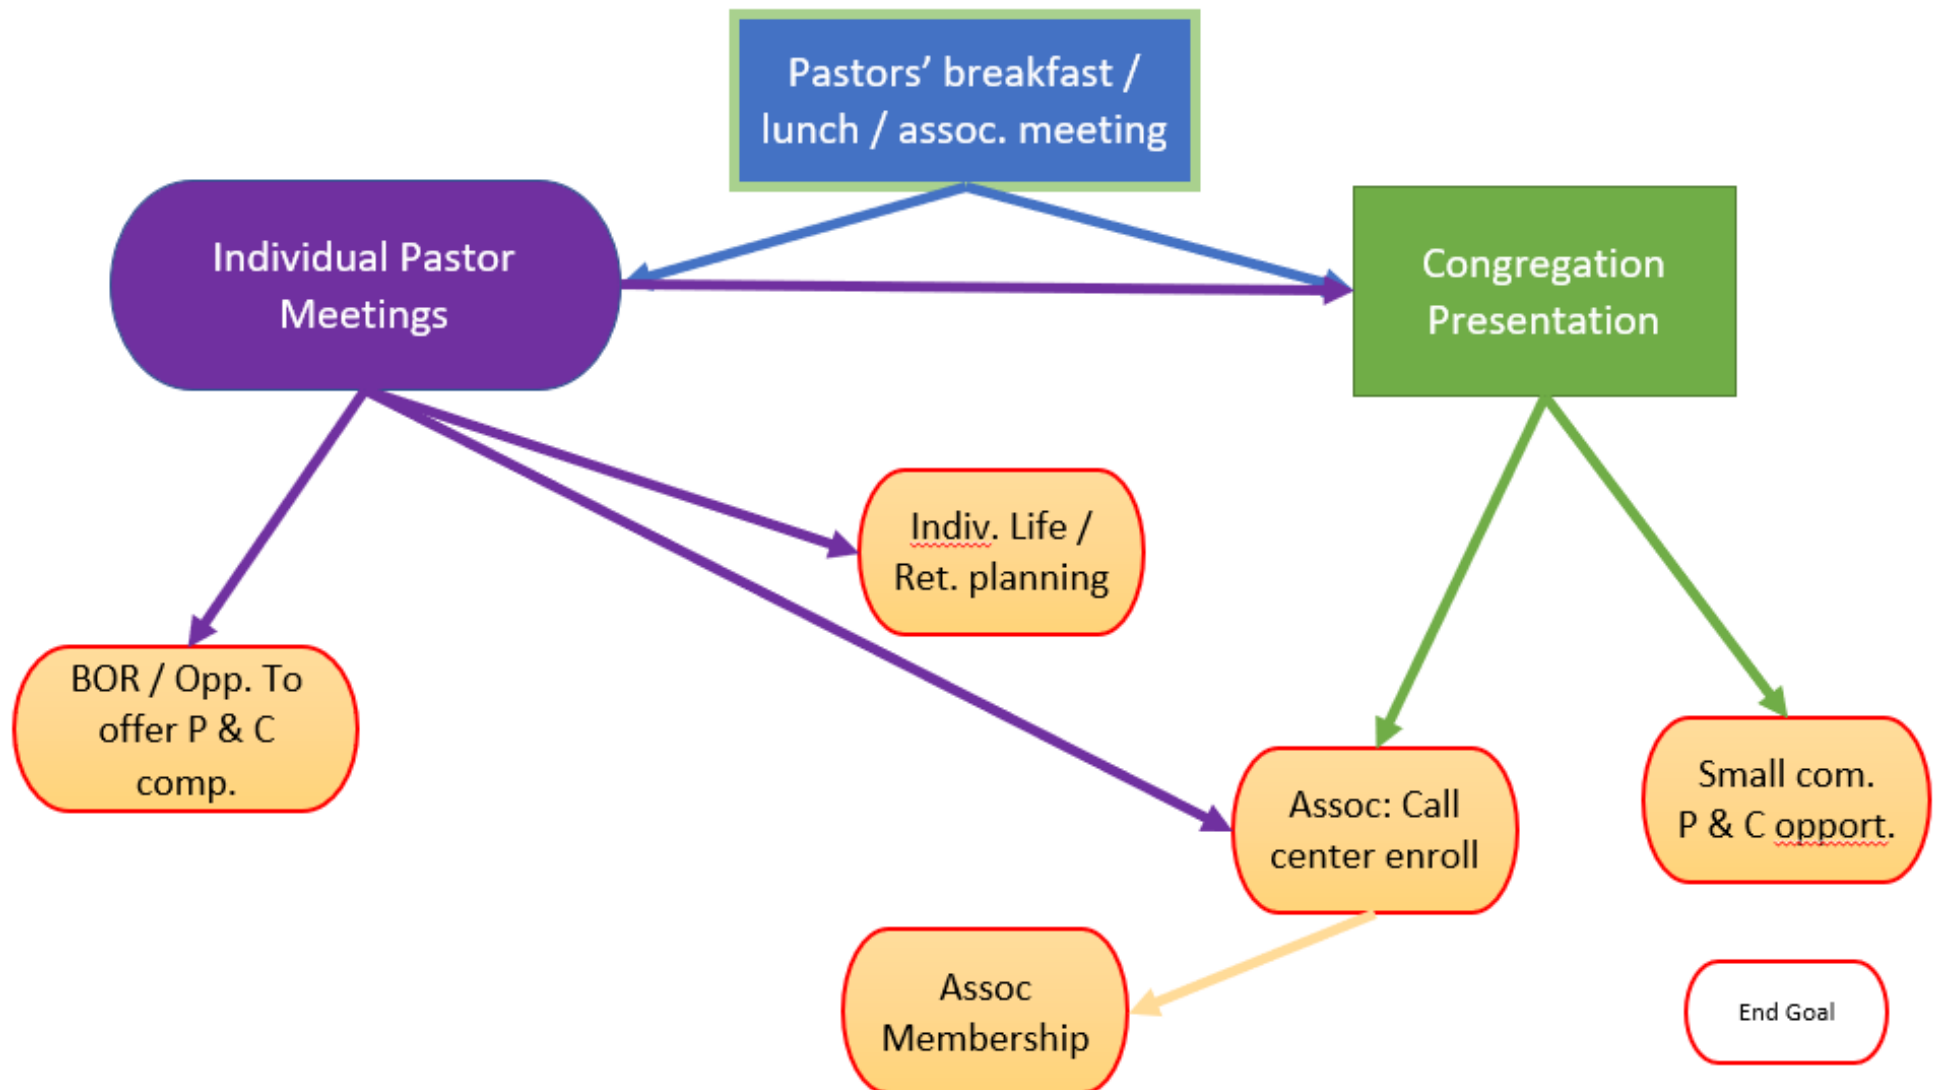 Pastors’ breakfast /
lunch / assoc. meeting
Individual Pastor
Meetings
Congregation
Presentation
Indiv. Life /
Ret. planning
BOR / Opp. To
offer P & C
comp.
Assoc: Call
center enroll
Small com.
P & C opport.
Assoc
Membership
End Goal